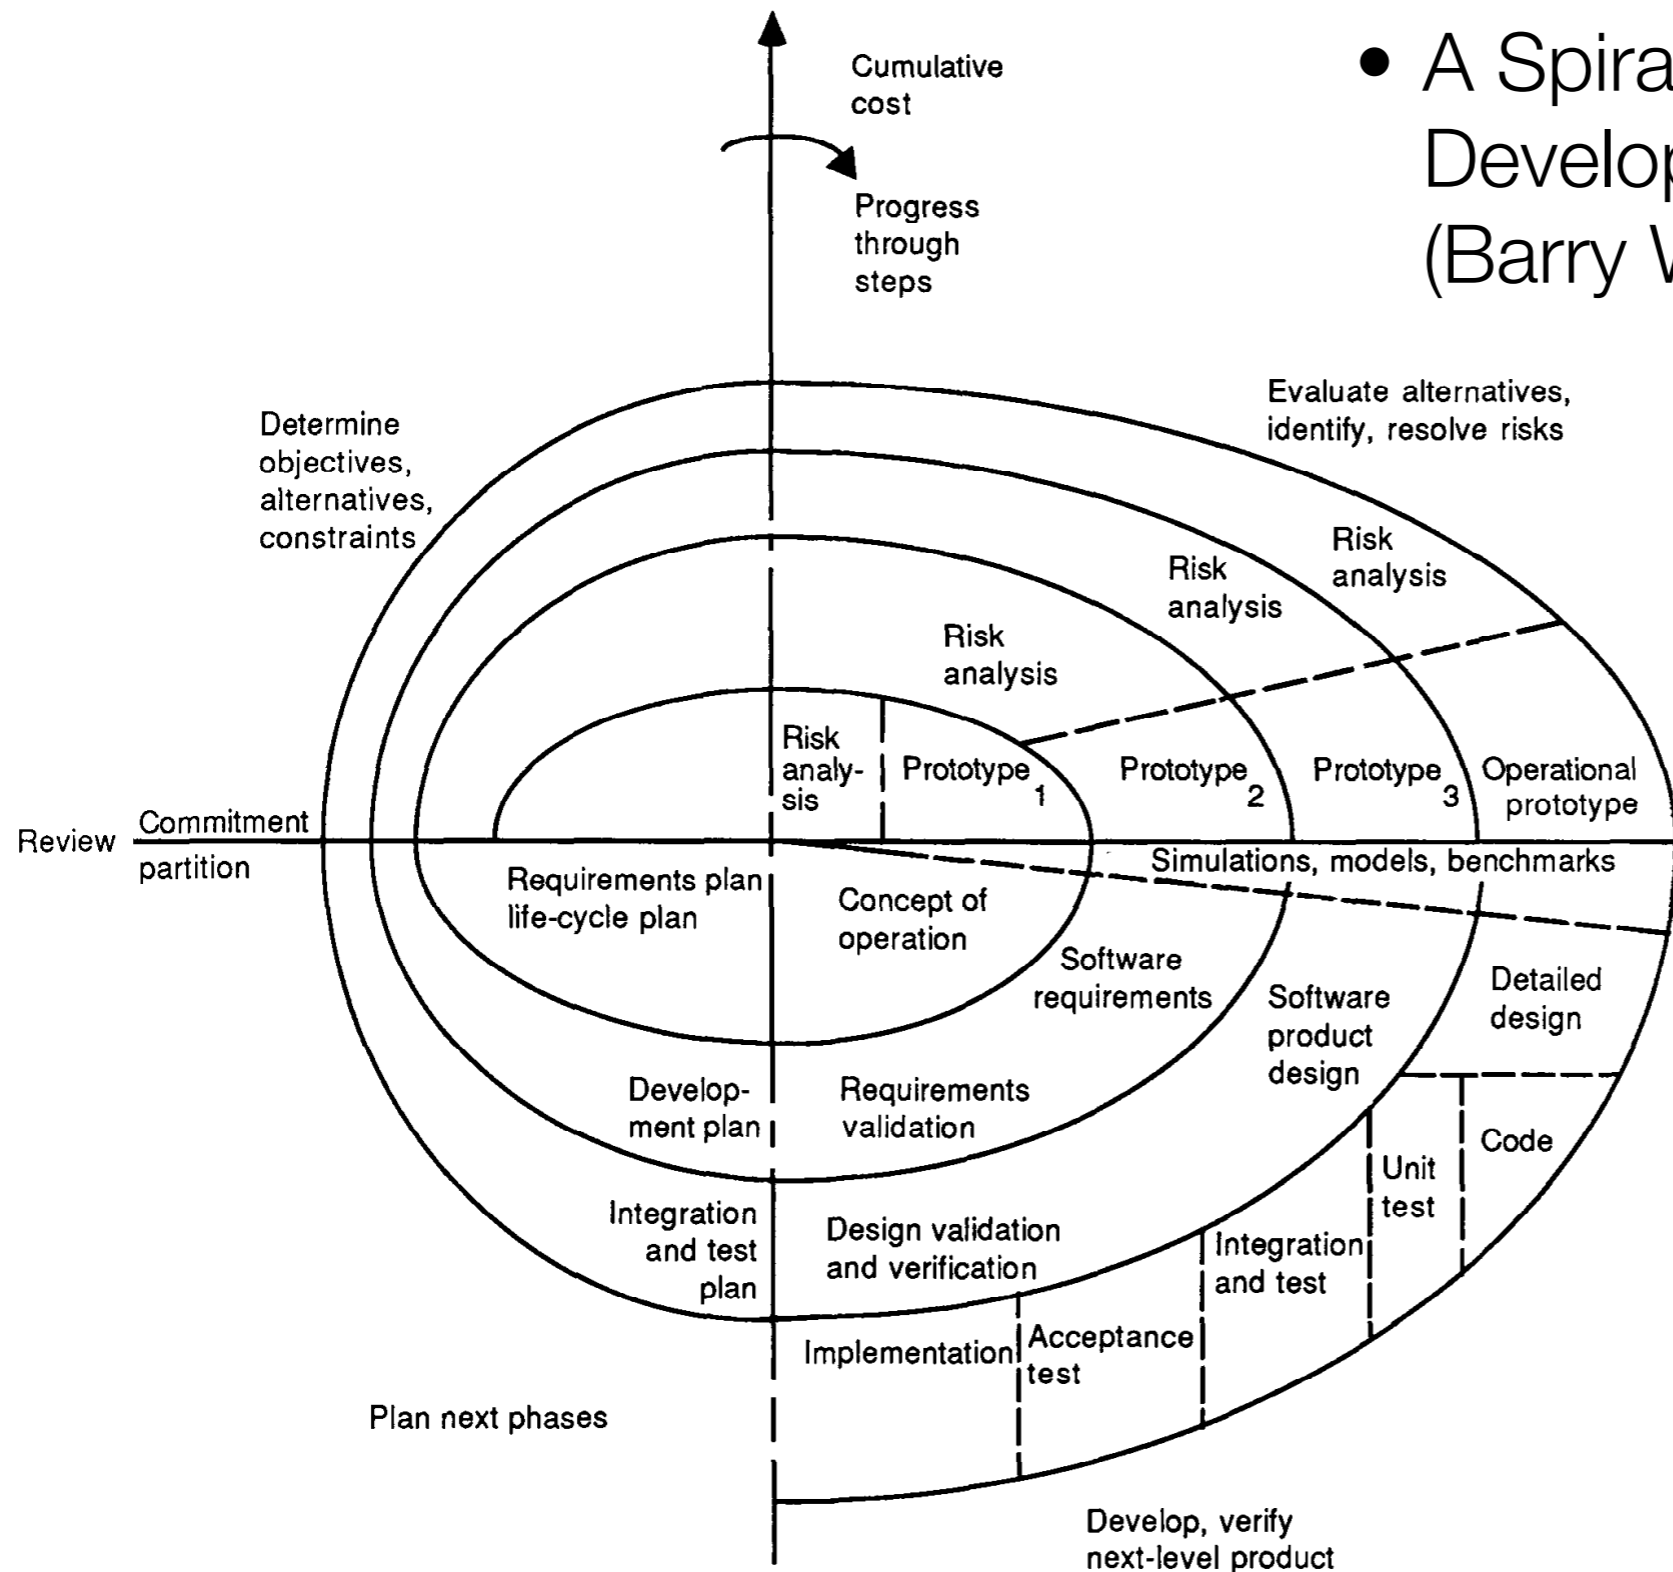 Cumulative
cost
Progress
through
steps
• A Spira
Develop
(Barry
Determine
objectives,
alternatives,
constraints
Evaluate alternatives,
identify, resolve risks
Risk
analysis
Risk
analysis
Risk
analysis
Risk
analy-
sis
Prototype 1
Prototype 2
Prototype 3
Operational
prototype
Review
Commitment
partition
Simulations, models, benchmarks
Requirements plan
life-cycle plan
Concept of
operation
Software
requirements
Software
product
design
Detailed
design
Develop-
ment plan
Requirements
validation
Code
Unit
test
Integration
and test
plan
Design validation
and verification
Integration
and test
Acceptance
test
Implementation
Plan next phases
Develop, verify
next-level product